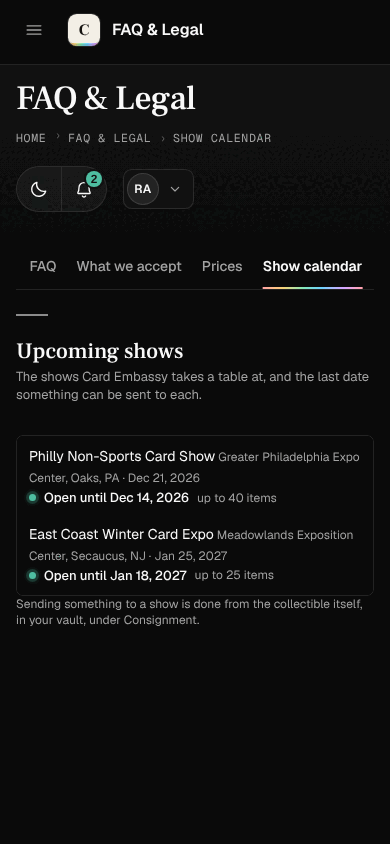 C FAQ & Legal
FAQ & Legal
HOME › FAQ & LEGAL › SHOW CALENDAR
2
RA
FAQ What we accept Prices Show calendar
Upcoming shows
The shows Card Embassy takes a table at, and the last date
something can be sent to each.
Philly Non-Sports Card Show Greater Philadelphia Expo
Center, Oaks, PA · Dec 21, 2026
Open until Dec 14, 2026 up to 40 items
East Coast Winter Card Expo Meadowlands Exposition
Center, Secaucus, NJ · Jan 25, 2027
Open until Jan 18, 2027 up to 25 items
Sending something to a show is done from the collectible itself,
in your vault, under Consignment.